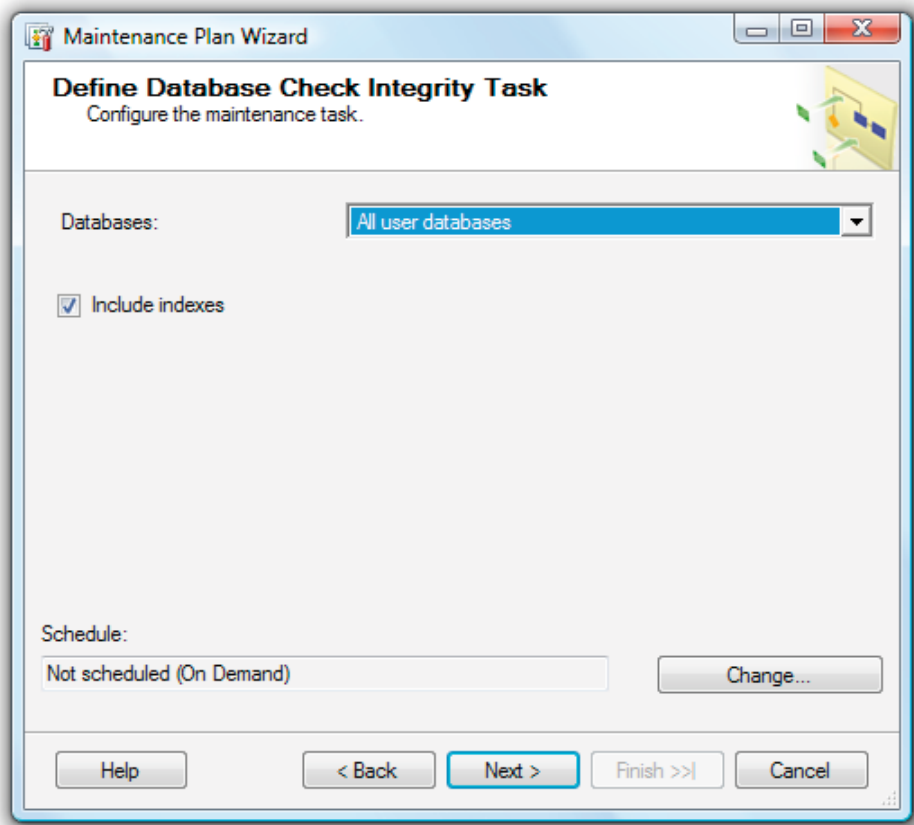 Maintenance Plan Wizard
Define Database Check Integrity Task
Configure the maintenance task.
Databases: All user databases
Include indexes
Schedule:
Not scheduled (On Demand) Change...
Help < Back Next > Finish >>| Cancel